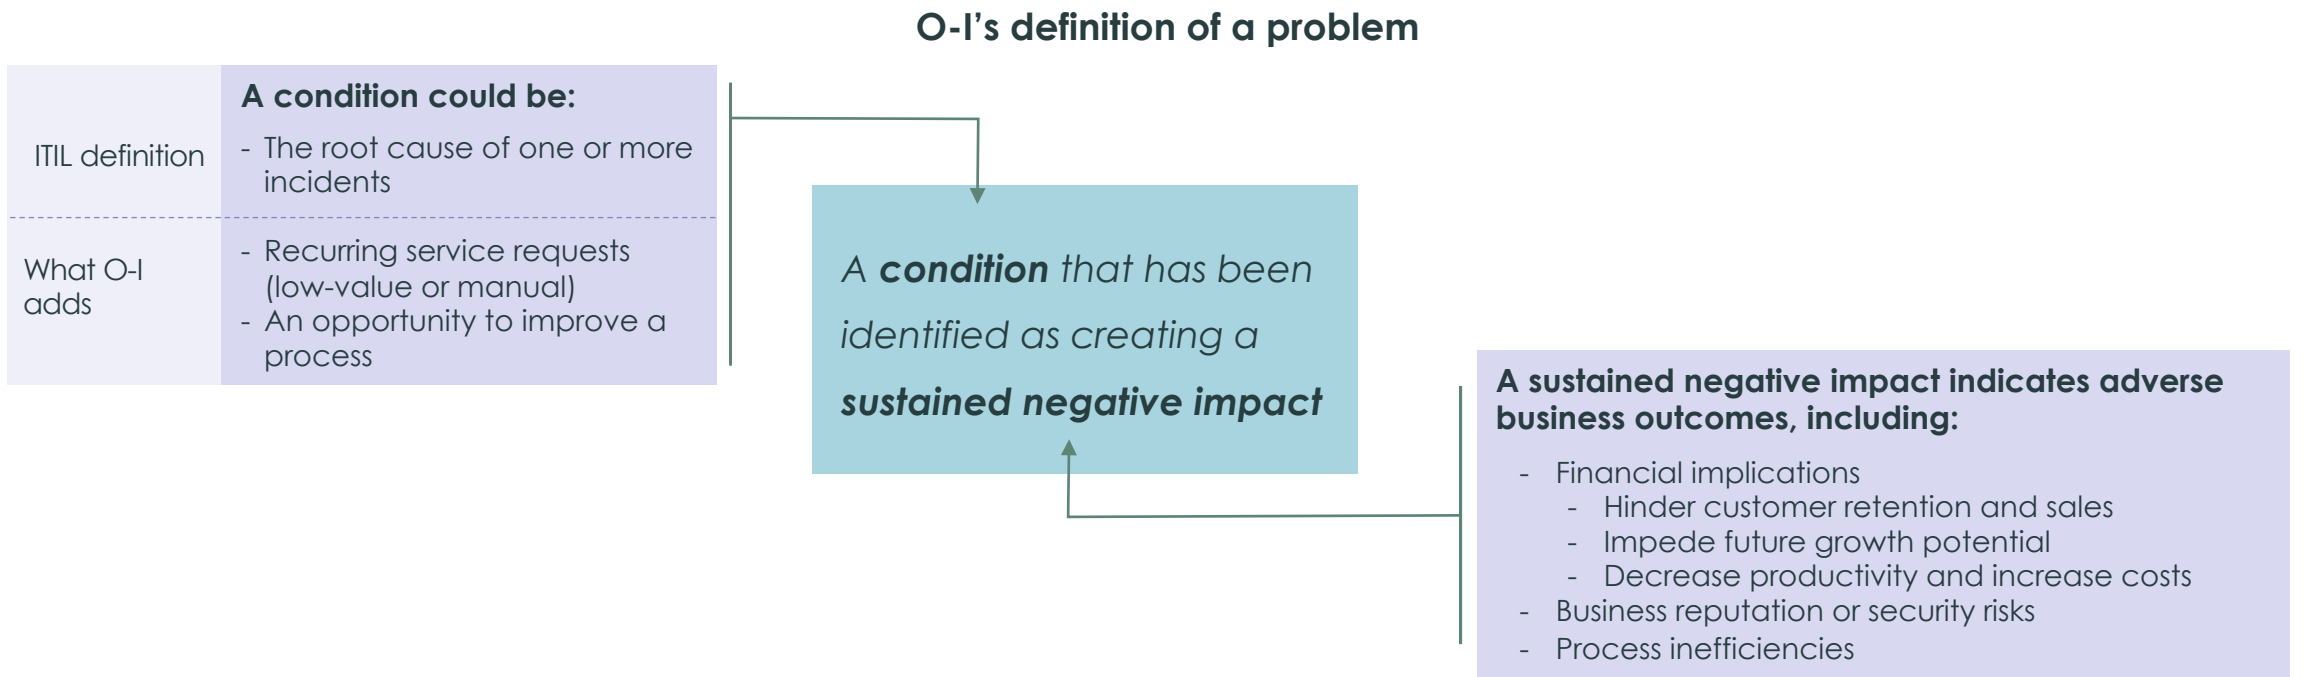 O-I’s definition of a problem
A condition could be:
ITIL definition
- The root cause of one or more
incidents
What O-I
adds
- Recurring service requests
(low-value or manual)
- An opportunity to improve a
process
A condition that has been
identified as creating a
sustained negative impact
A sustained negative impact indicates adverse
business outcomes, including:
- Financial implications
- Hinder customer retention and sales
- Impede future growth potential
- Decrease productivity and increase costs
- Business reputation or security risks
- Process inefficiencies